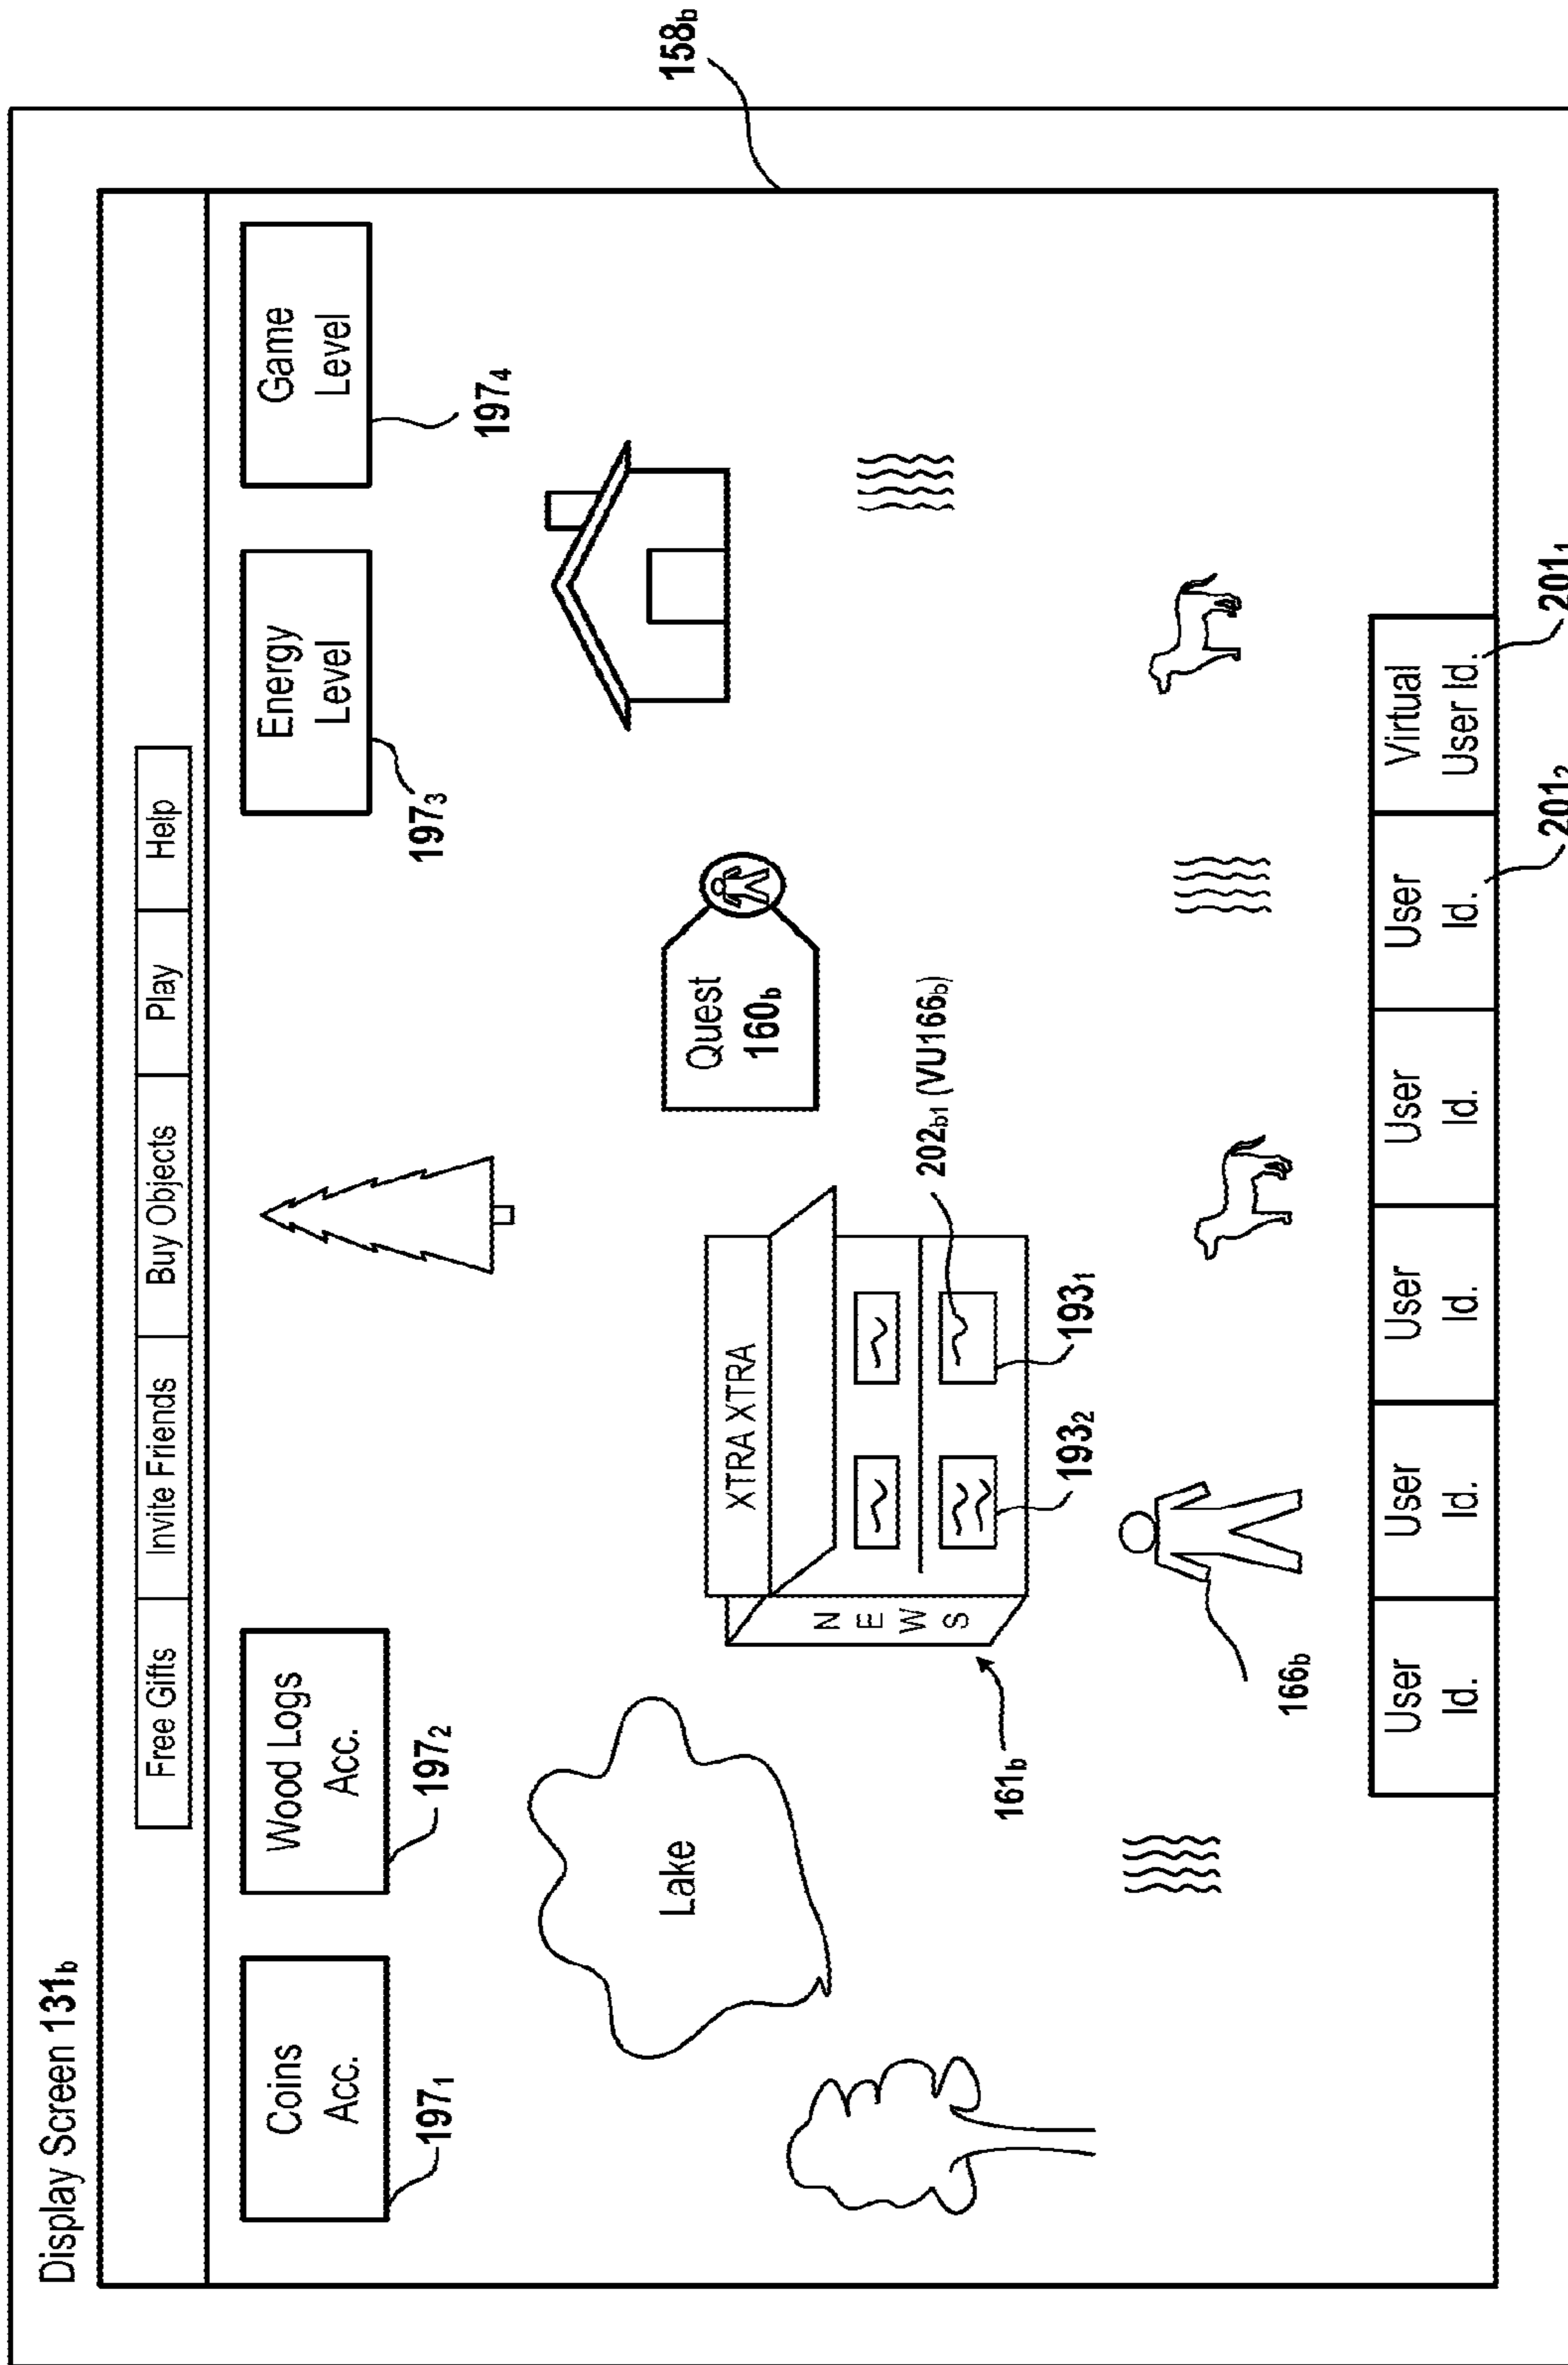 Display Screen 131b
158b
Free Gifts
Invite Friends
Buy Objects
Play
Help
Coins
Acc.
197₁
Wood Logs
Acc.
197₂
Energy
Level
197₃
Game
Level
197₄
Lake
XTRA XTRA
N
E
W
S
161b
193₂
193₁
202b1 (VU166b)
Quest
160b
166b
User
Id.
User
Id.
User
Id.
User
Id.
User
Id.
Virtual
User Id.
201₂
201₁